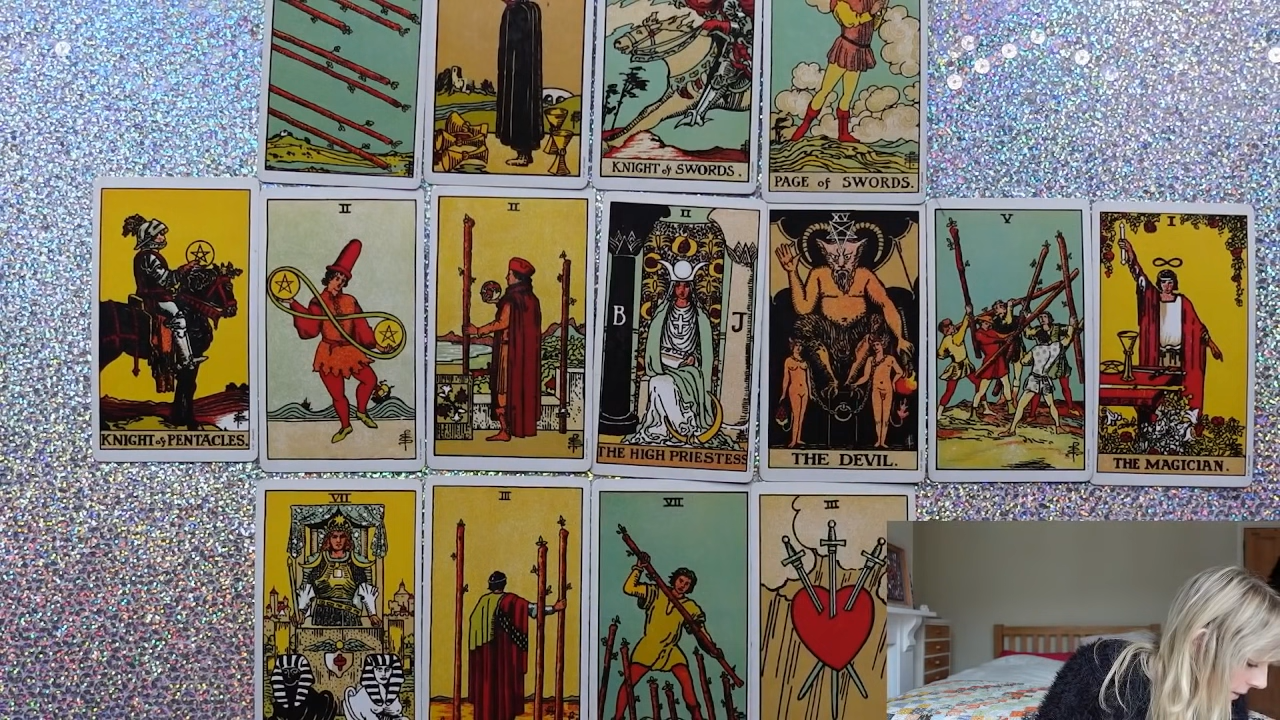 KNIGHT of SWORDS.
PAGE of SWORDS.
II
II
II
XV
V
I
B
J
KNIGHT of PENTACLES.
THE HIGH PRIESTESS
THE DEVIL.
THE MAGICIAN.
VII
III
VII
III